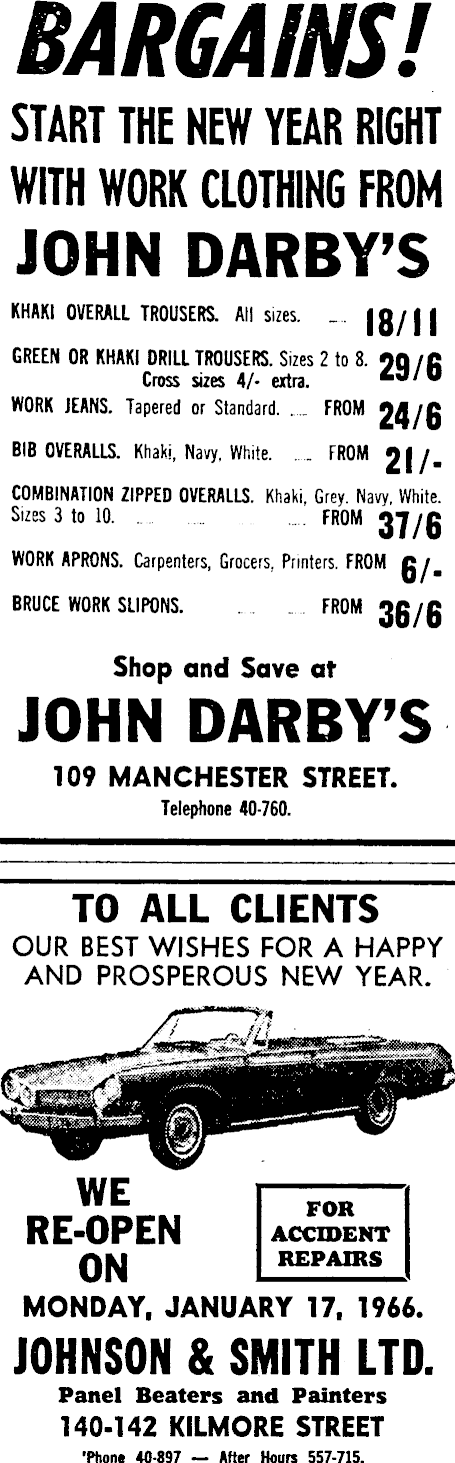 BARGAINS!
START THE NEW YEAR RIGHT
WITH WORK CLOTHING FROM
JOHN DARBY'S
KHAKI OVERALL TROUSERS. All sizes. .... 18/11
GREEN OR KHAKI DRILL TROUSERS. Sizes 2 to 8. 29/6
Cross sizes 4/- extra.
WORK JEANS. Tapered or Standard. .... FROM 24/6
BIB OVERALLS. Khaki, Navy, White. .... FROM 21/-
COMBINATION ZIPPED OVERALLS. Khaki, Grey. Navy, White.
Sizes 3 to 10. .... .... .... FROM 37/6
WORK APRONS. Carpenters, Grocers, Printers. FROM 6/-
BRUCE WORK SLIPONS. .... .... FROM 36/6
Shop and Save at
JOHN DARBY'S
109 MANCHESTER STREET.
Telephone 40-760.
TO ALL CLIENTS
OUR BEST WISHES FOR A HAPPY
AND PROSPEROUS NEW YEAR.
WE
RE-OPEN
ON
FOR
ACCIDENT
REPAIRS
MONDAY, JANUARY 17, 1966.
JOHNSON & SMITH LTD.
Panel Beaters and Painters
140-142 KILMORE STREET
'Phone 40-897 — After Hours 557-715.